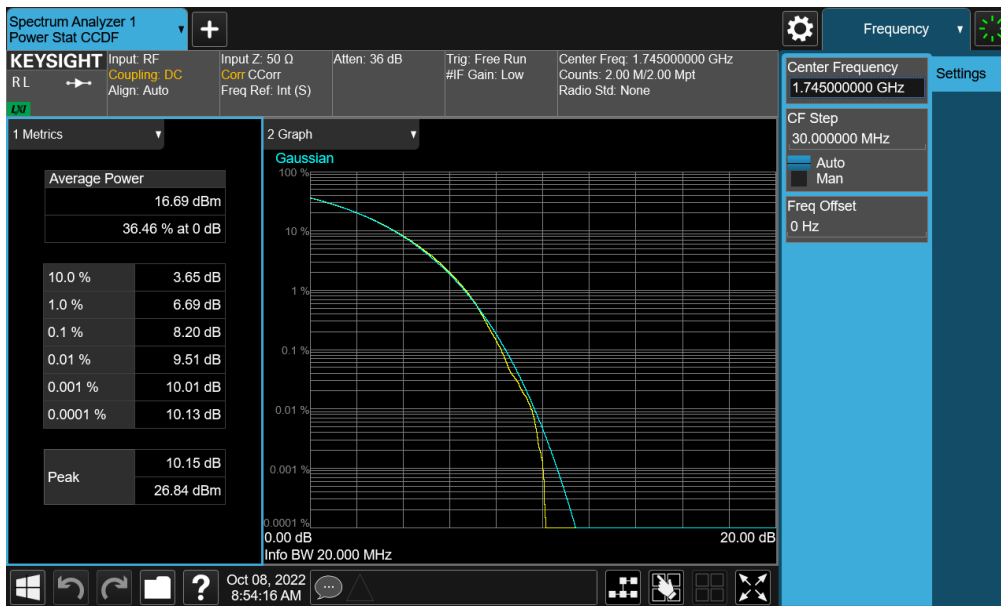 Spectrum Analyzer 1
Power Stat CCDF
+
Frequency
KEYSIGHT
RL
LXI
Input: RF
Coupling: DC
Align: Auto
Input Z: 50 Ω
Corr CCorr
Freq Ref: Int (S)
Atten: 36 dB
Trig: Free Run
#IF Gain: Low
Center Freq: 1.745000000 GHz
Counts: 2.00 M/2.00 Mpt
Radio Std: None
Center Frequency
1.745000000 GHz
Settings
CF Step
30.000000 MHz
Auto
Man
Freq Offset
0 Hz
1 Metrics
Average Power
16.69 dBm
36.46 % at 0 dB
10.0 % 3.65 dB
1.0 % 6.69 dB
0.1 % 8.20 dB
0.01 % 9.51 dB
0.001 % 10.01 dB
0.0001 % 10.13 dB
Peak
10.15 dB
26.84 dBm
2 Graph
Gaussian
100 %
10 %
1 %
0.1 %
0.01 %
0.001 %
0.0001 %
0.00 dB 20.00 dB
Info BW 20.000 MHz
?
Oct 08, 2022
8:54:16 AM